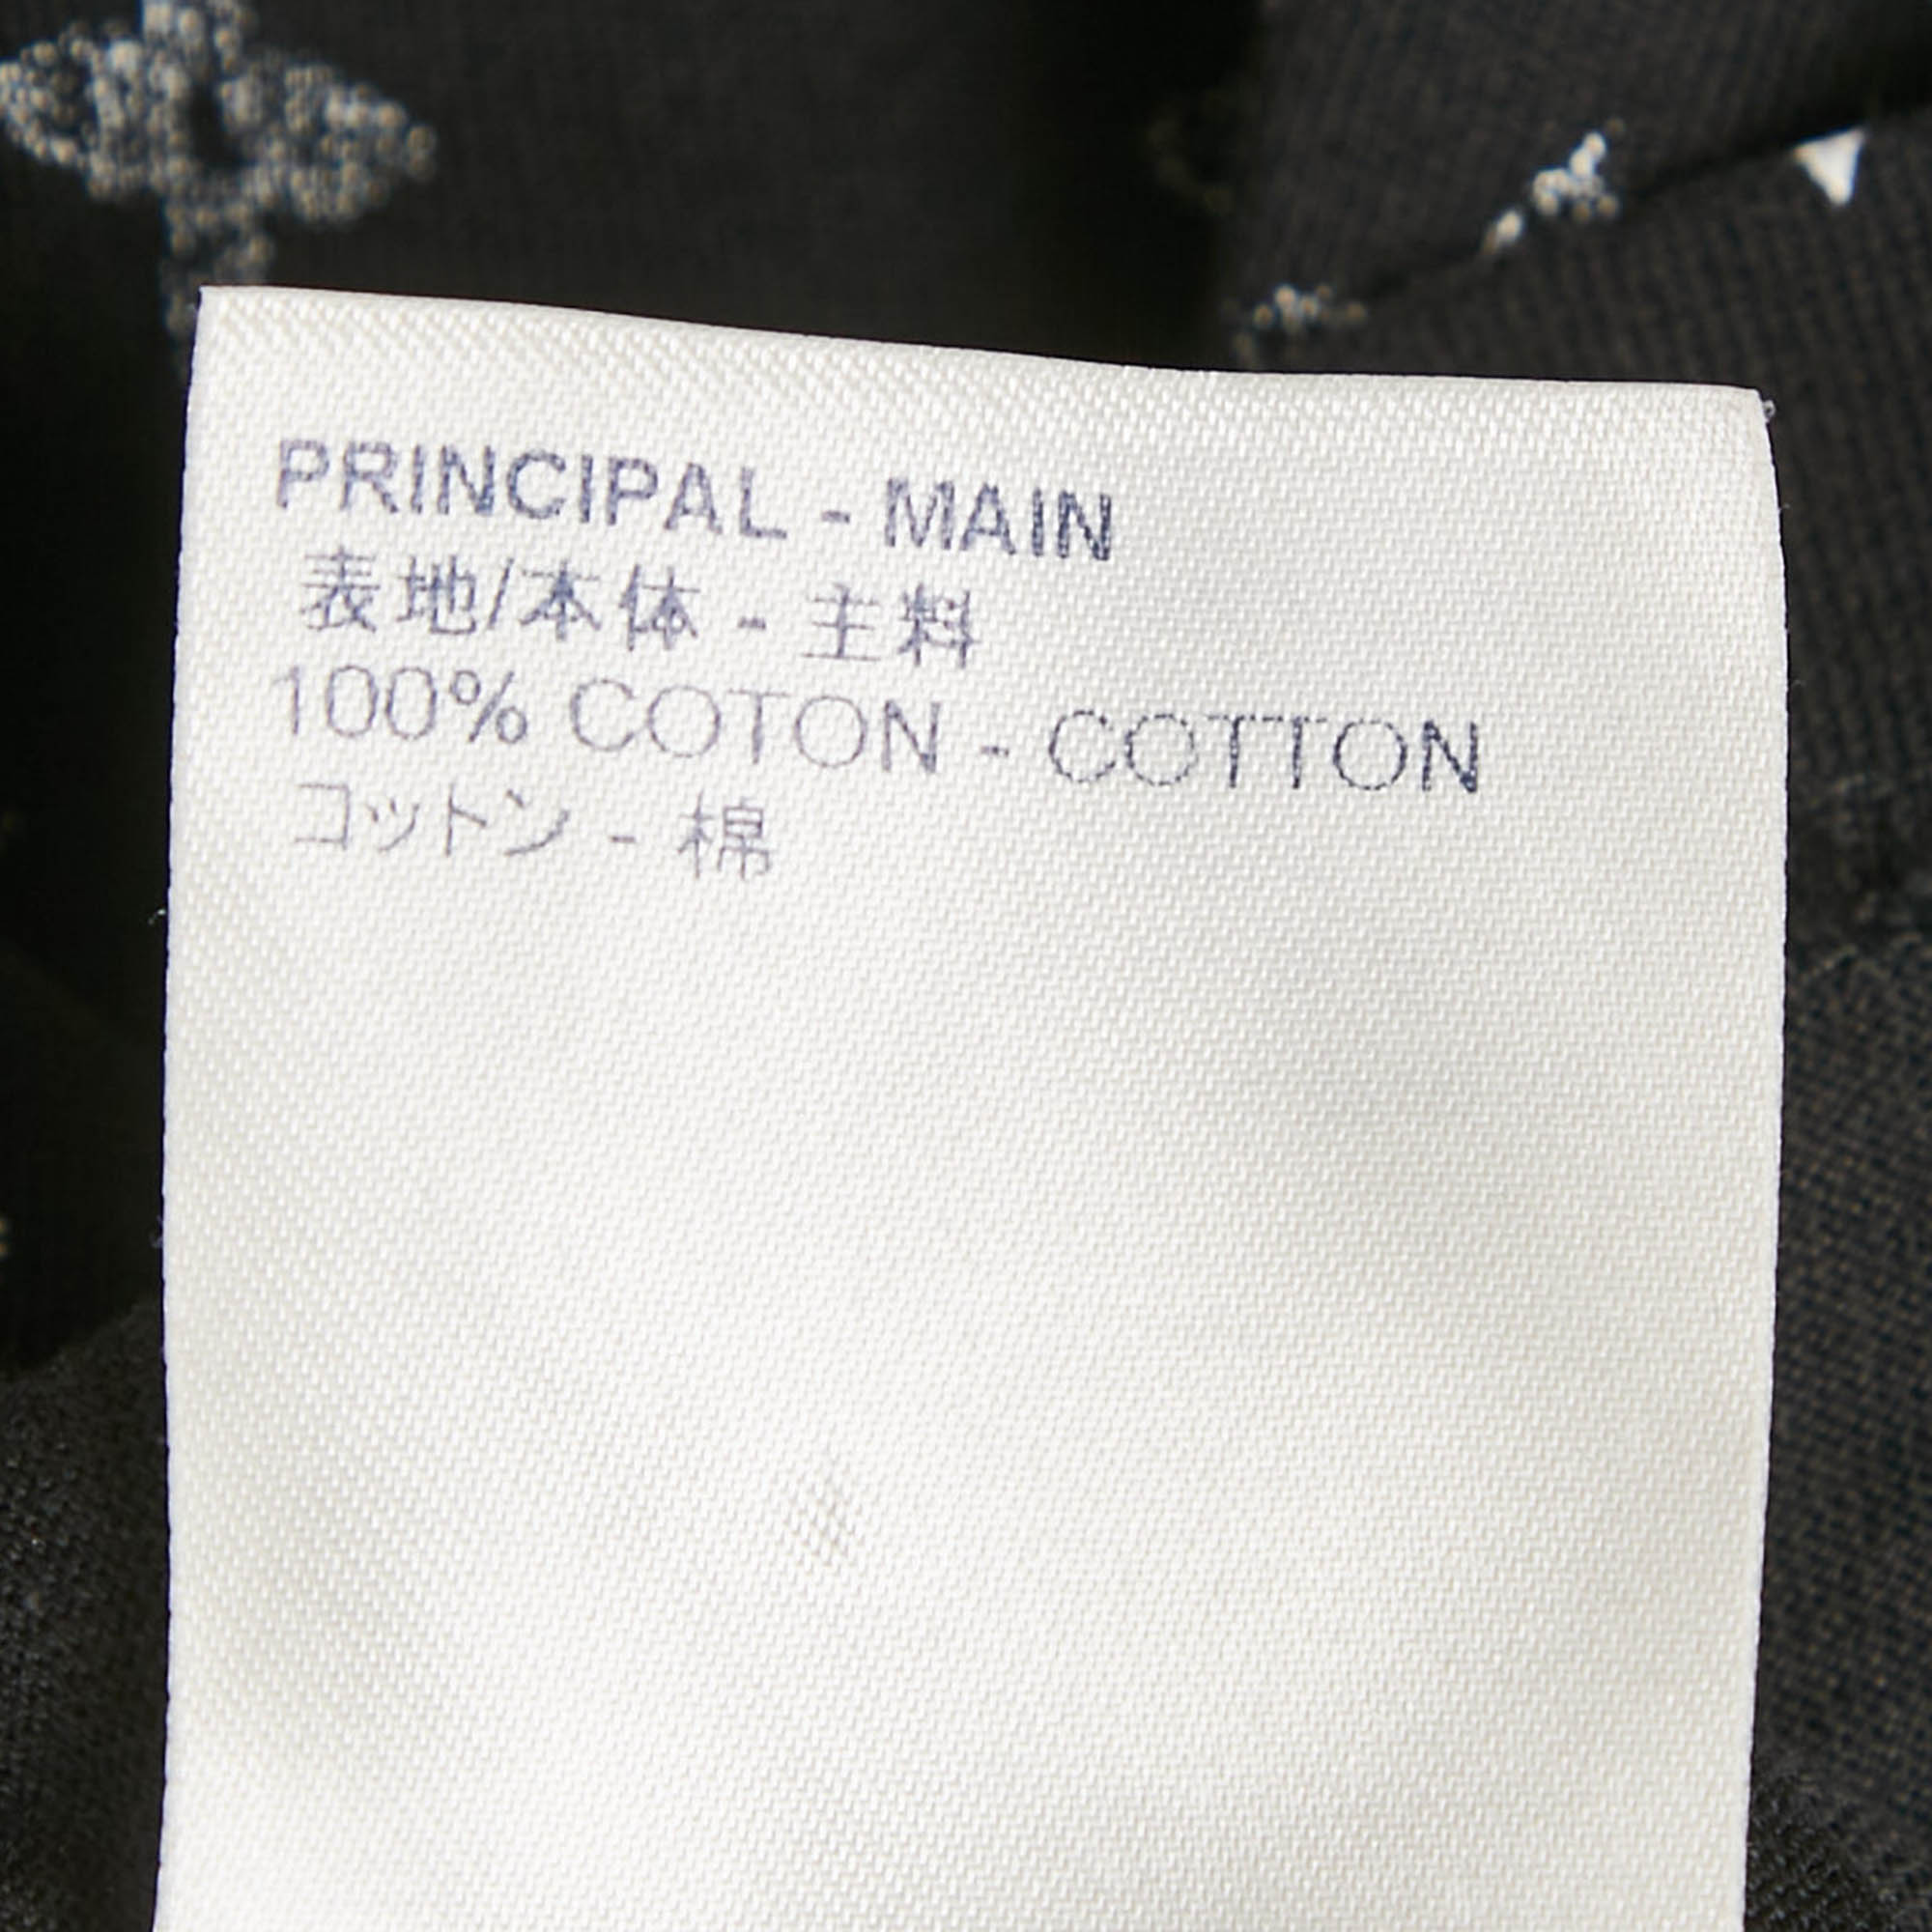 PRINCIPAL - MAIN
表地/本体 - 主料
100% COTON - COTTON
コットン - 棉